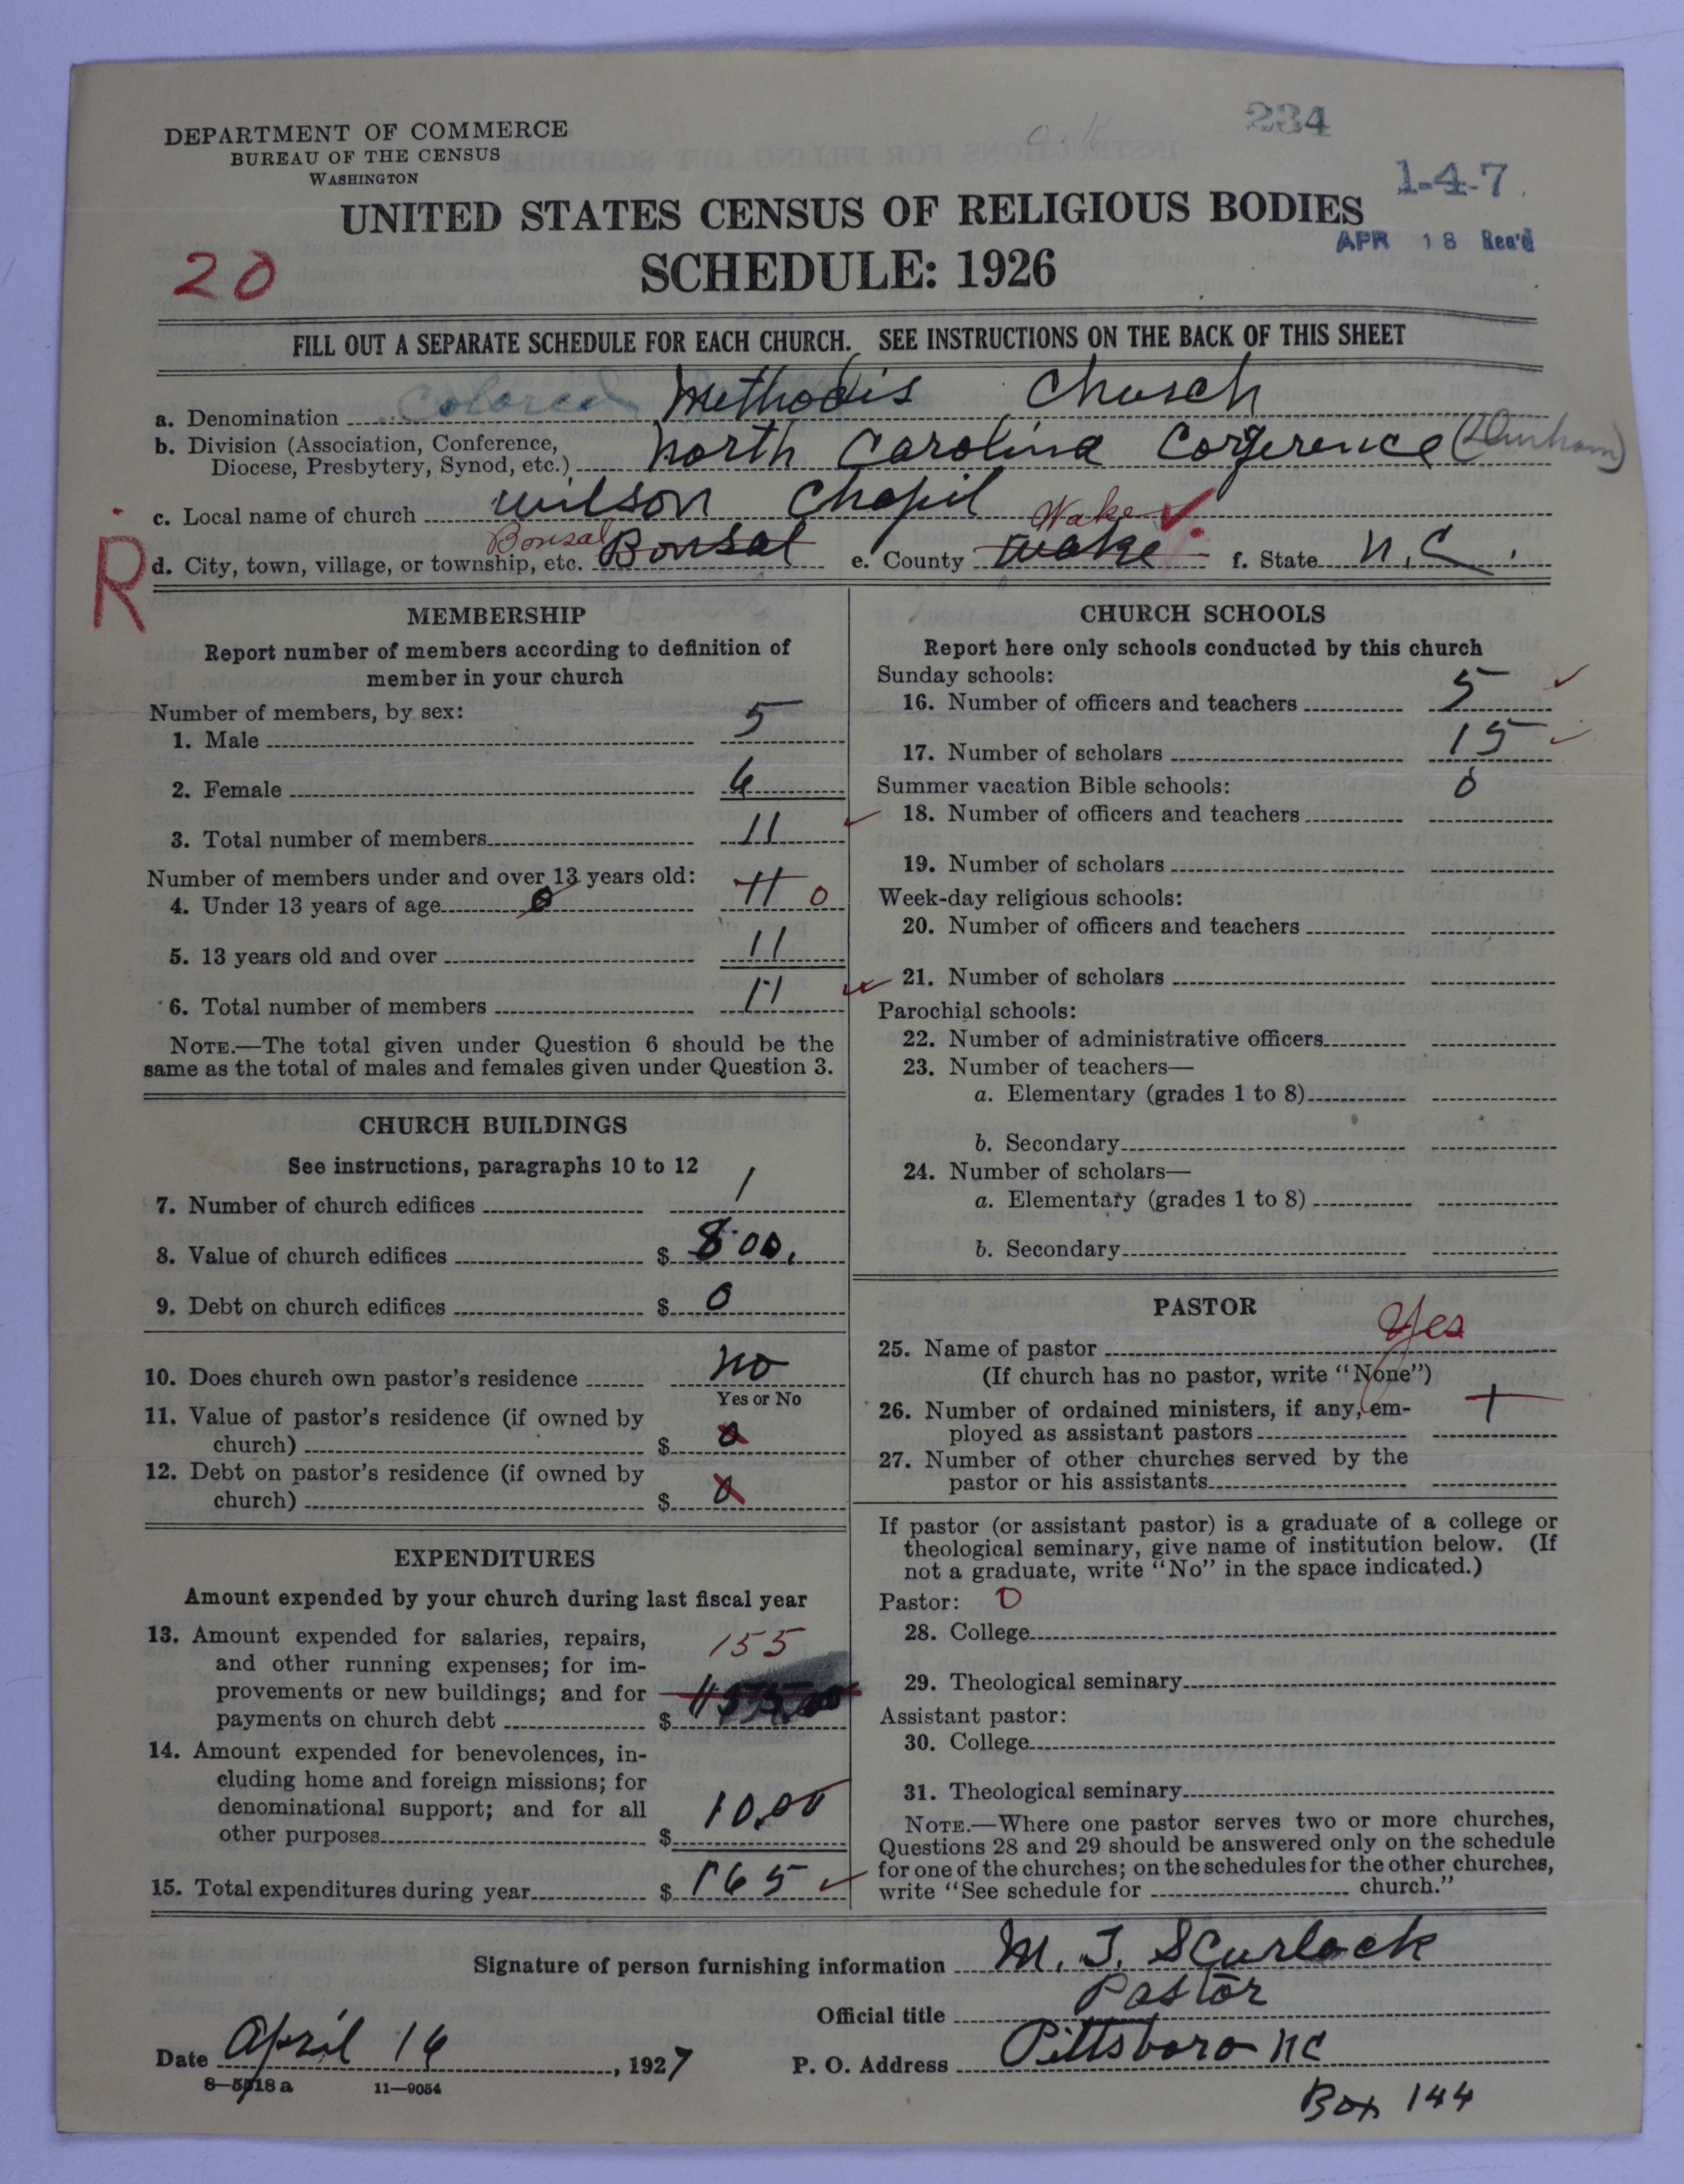 234
DEPARTMENT OF COMMERCE
BUREAU OF THE CENSUS
WASHINGTON
1-4-7
UNITED STATES CENSUS OF RELIGIOUS BODIES
APR 18 Rec'd
20
SCHEDULE: 1926
FILL OUT A SEPARATE SCHEDULE FOR EACH CHURCH. SEE INSTRUCTIONS ON THE BACK OF THIS SHEET
a. Denomination Colored Methodis Church
b. Division (Association, Conference,
Diocese, Presbytery, Synod, etc.) North Carolina Conference (Durham)
c. Local name of church Wilson Chapil
Bonsal Wake
R
d. City, town, village, or township, etc. Bonsal e. County Wake f. State N.C.
MEMBERSHIP
Report number of members according to definition of
member in your church
Number of members, by sex:
1. Male 5
2. Female 6
3. Total number of members 11
Number of members under and over 13 years old:
4. Under 13 years of age 0 11 0
5. 13 years old and over 11
6. Total number of members 11
NOTE.—The total given under Question 6 should be the
same as the total of males and females given under Question 3.
CHURCH BUILDINGS
See instructions, paragraphs 10 to 12
7. Number of church edifices 1
8. Value of church edifices $ 800.
9. Debt on church edifices $ 0
10. Does church own pastor's residence no
Yes or No
11. Value of pastor's residence (if owned by
church) $ 0
12. Debt on pastor's residence (if owned by
church) $ 0
EXPENDITURES
Amount expended by your church during last fiscal year
13. Amount expended for salaries, repairs,
and other running expenses; for im-
provements or new buildings; and for
payments on church debt $
155
14. Amount expended for benevolences, in-
cluding home and foreign missions; for
denominational support; and for all
other purposes $ 10.00
15. Total expenditures during year $ 165
CHURCH SCHOOLS
Report here only schools conducted by this church
Sunday schools:
16. Number of officers and teachers 5
17. Number of scholars 15
Summer vacation Bible schools: 0
18. Number of officers and teachers
19. Number of scholars
Week-day religious schools:
20. Number of officers and teachers
21. Number of scholars
Parochial schools:
22. Number of administrative officers
23. Number of teachers—
a. Elementary (grades 1 to 8)
b. Secondary
24. Number of scholars—
a. Elementary (grades 1 to 8)
b. Secondary
PASTOR
25. Name of pastor Yes
(If church has no pastor, write "None")
26. Number of ordained ministers, if any, em-
ployed as assistant pastors 1
27. Number of other churches served by the
pastor or his assistants
If pastor (or assistant pastor) is a graduate of a college or
theological seminary, give name of institution below. (If
not a graduate, write "No" in the space indicated.)
Pastor: 0
28. College
29. Theological seminary
Assistant pastor:
30. College
31. Theological seminary
NOTE.—Where one pastor serves two or more churches,
Questions 28 and 29 should be answered only on the schedule
for one of the churches; on the schedules for the other churches,
write "See schedule for church."
Signature of person furnishing information M. J. Scurlock
Official title Pastor
Date April 16, 1927 P. O. Address Pittsboro NC
8-5518 a 11-9054
Box 144